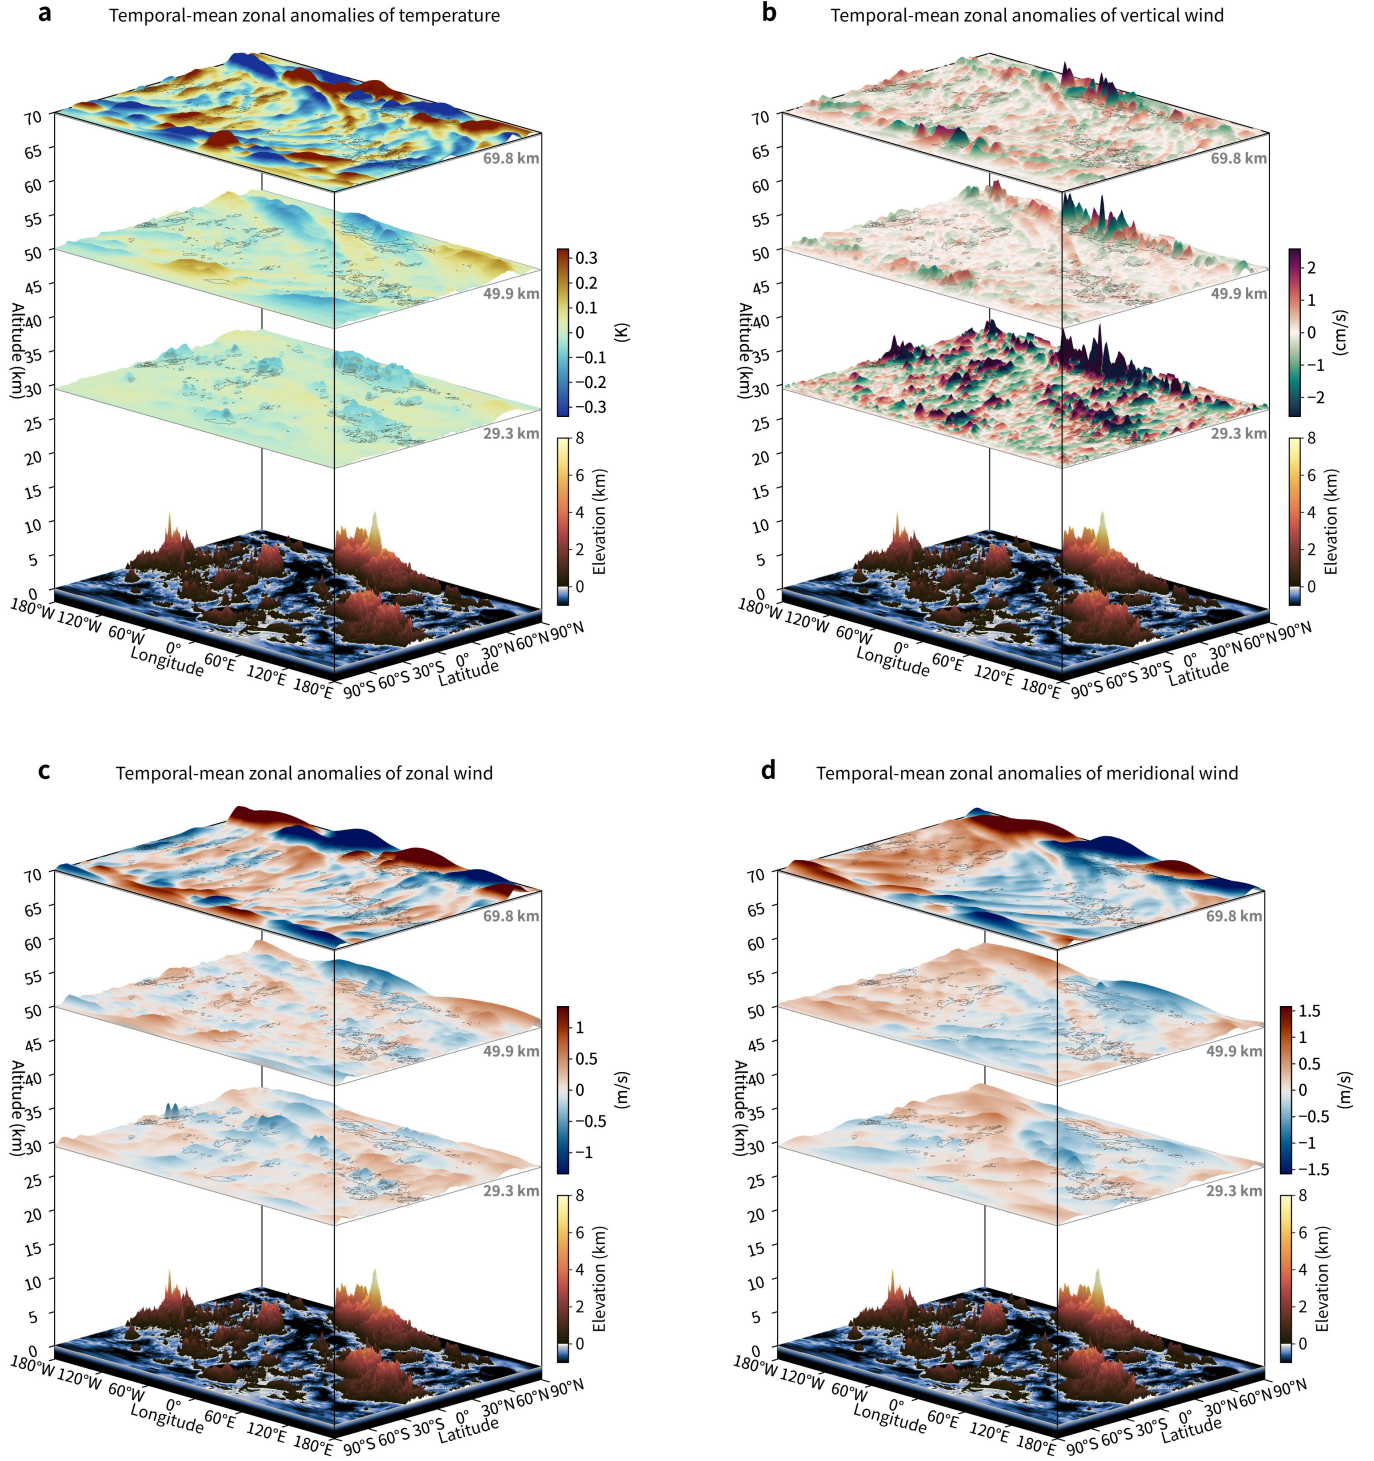 a
Temporal-mean zonal anomalies of temperature
70
65
60
55
50
45
40
35
30
25
20
15
10
5
0
Altitude (km)
69.8 km
49.9 km
29.3 km
180°W
120°W
60°W
0°
60°E
120°E
180°E
Longitude
90°S
60°S
30°S
0°
30°N
60°N
90°N
Latitude
0.3
0.2
0.1
0
−0.1
−0.2
−0.3
(K)
8
6
4
2
0
Elevation (km)
b
Temporal-mean zonal anomalies of vertical wind
70
65
60
55
50
45
40
35
30
25
20
15
10
5
0
Altitude (km)
69.8 km
49.9 km
29.3 km
180°W
120°W
60°W
0°
60°E
120°E
180°E
Longitude
90°S
60°S
30°S
0°
30°N
60°N
90°N
Latitude
2
1
0
−1
−2
(cm/s)
8
6
4
2
0
Elevation (km)
c
Temporal-mean zonal anomalies of zonal wind
70
65
60
55
50
45
40
35
30
25
20
15
10
5
0
Altitude (km)
69.8 km
49.9 km
29.3 km
180°W
120°W
60°W
0°
60°E
120°E
180°E
Longitude
90°S
60°S
30°S
0°
30°N
60°N
90°N
Latitude
1
0.5
0
−0.5
−1
(m/s)
8
6
4
2
0
Elevation (km)
d
Temporal-mean zonal anomalies of meridional wind
70
65
60
55
50
45
40
35
30
25
20
15
10
5
0
Altitude (km)
69.8 km
49.9 km
29.3 km
180°W
120°W
60°W
0°
60°E
120°E
180°E
Longitude
90°S
60°S
30°S
0°
30°N
60°N
90°N
Latitude
1.5
1
0.5
0
−0.5
−1
−1.5
(m/s)
8
6
4
2
0
Elevation (km)